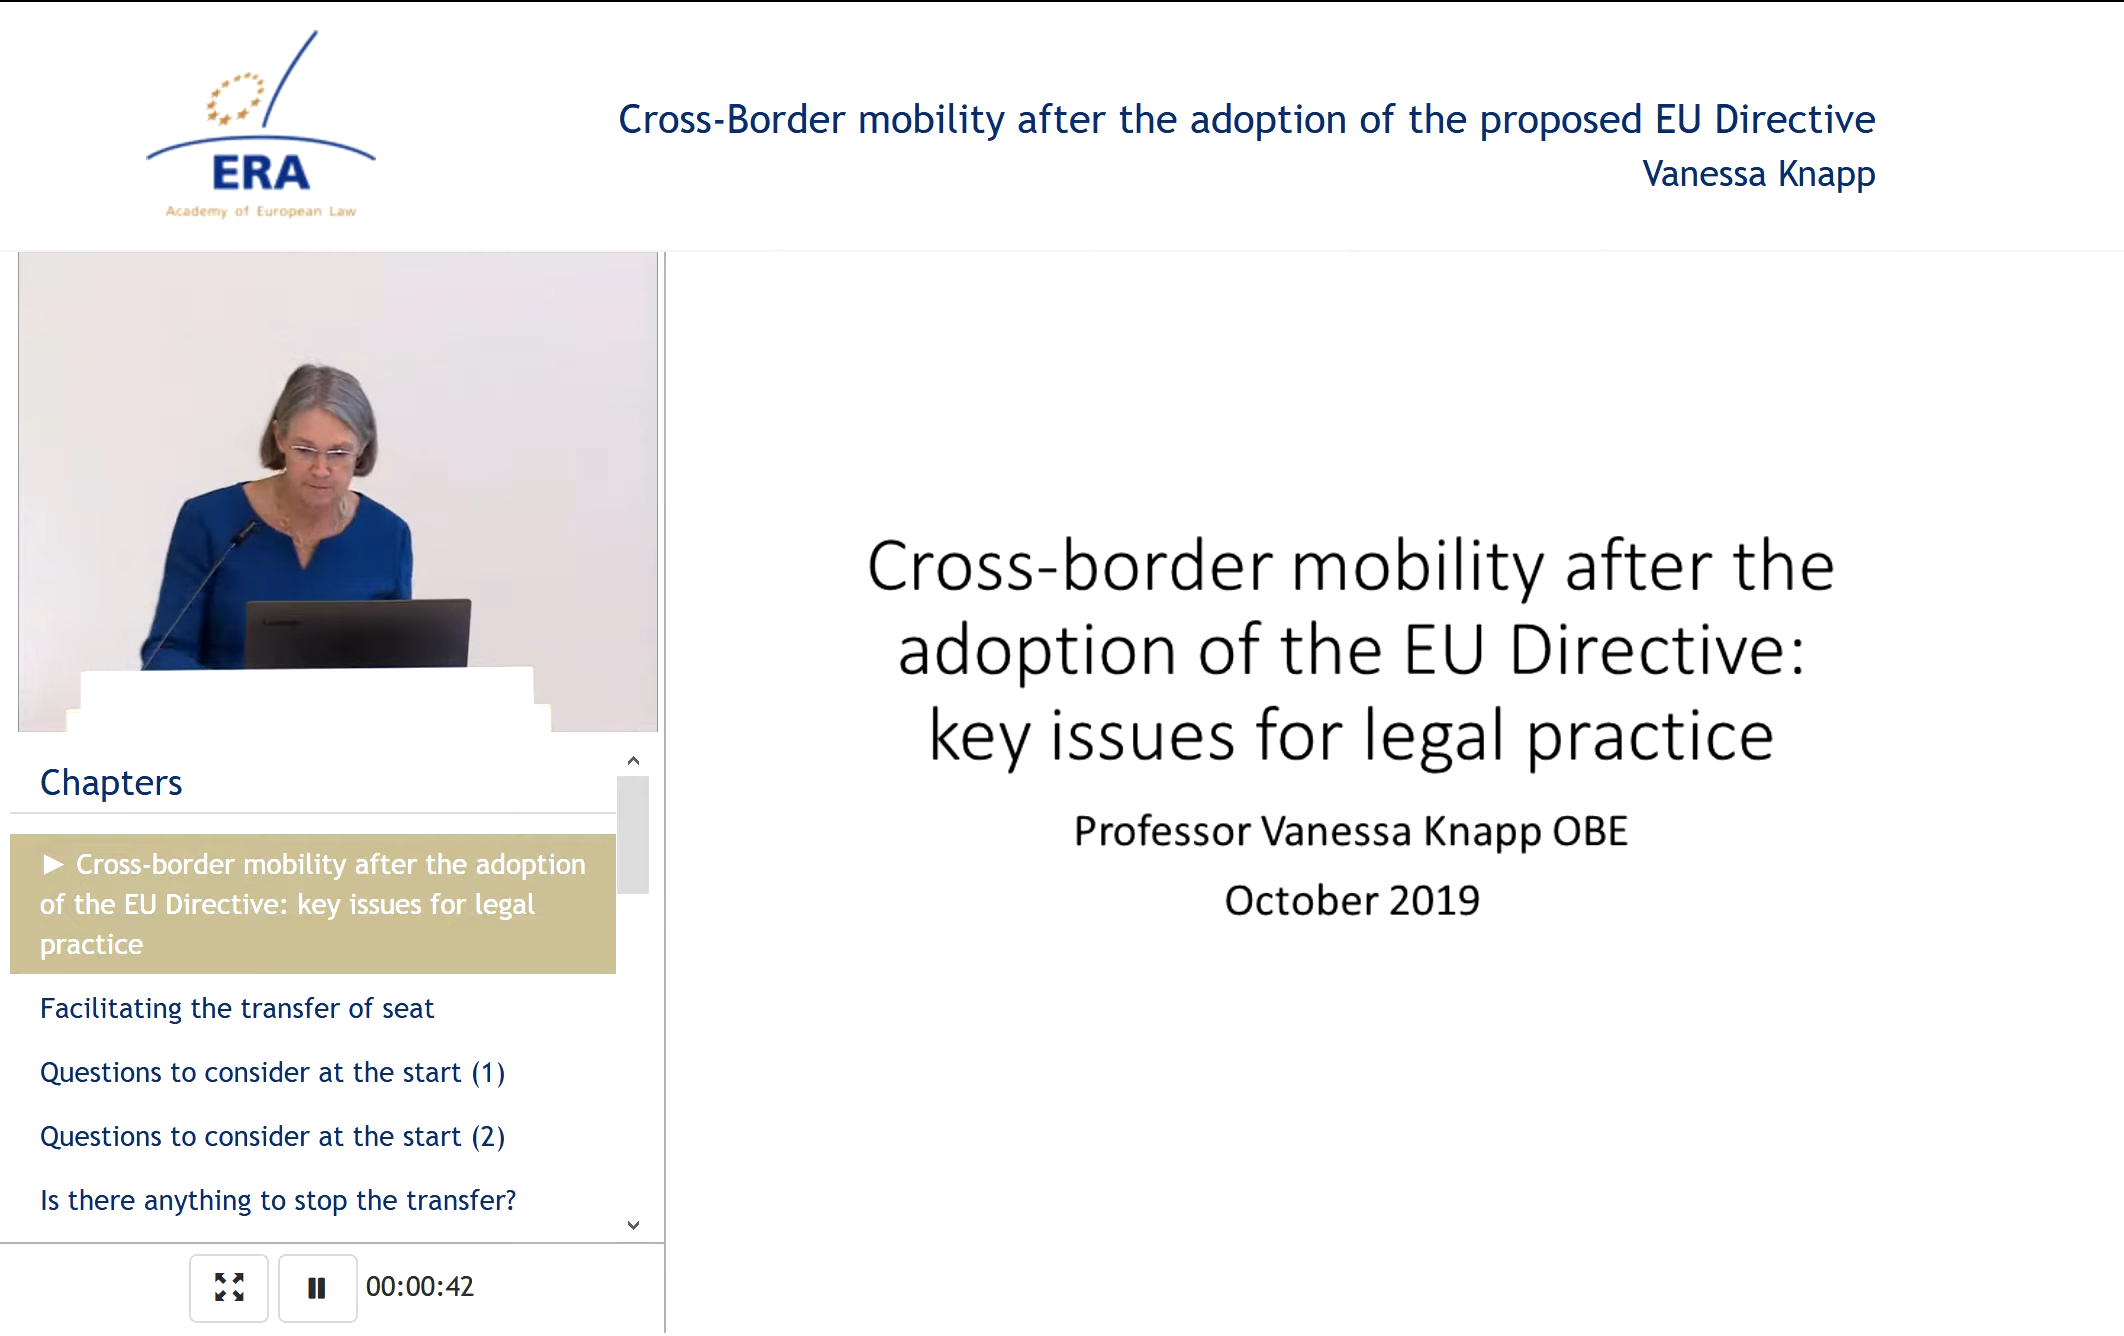 ERA
Academy of European Law
Cross-Border mobility after the adoption of the proposed EU Directive
Vanessa Knapp
Chapters
► Cross-border mobility after the adoption
of the EU Directive: key issues for legal
practice
Facilitating the transfer of seat
Questions to consider at the start (1)
Questions to consider at the start (2)
Is there anything to stop the transfer?
00:00:42
Cross-border mobility after the
adoption of the EU Directive:
key issues for legal practice
Professor Vanessa Knapp OBE
October 2019